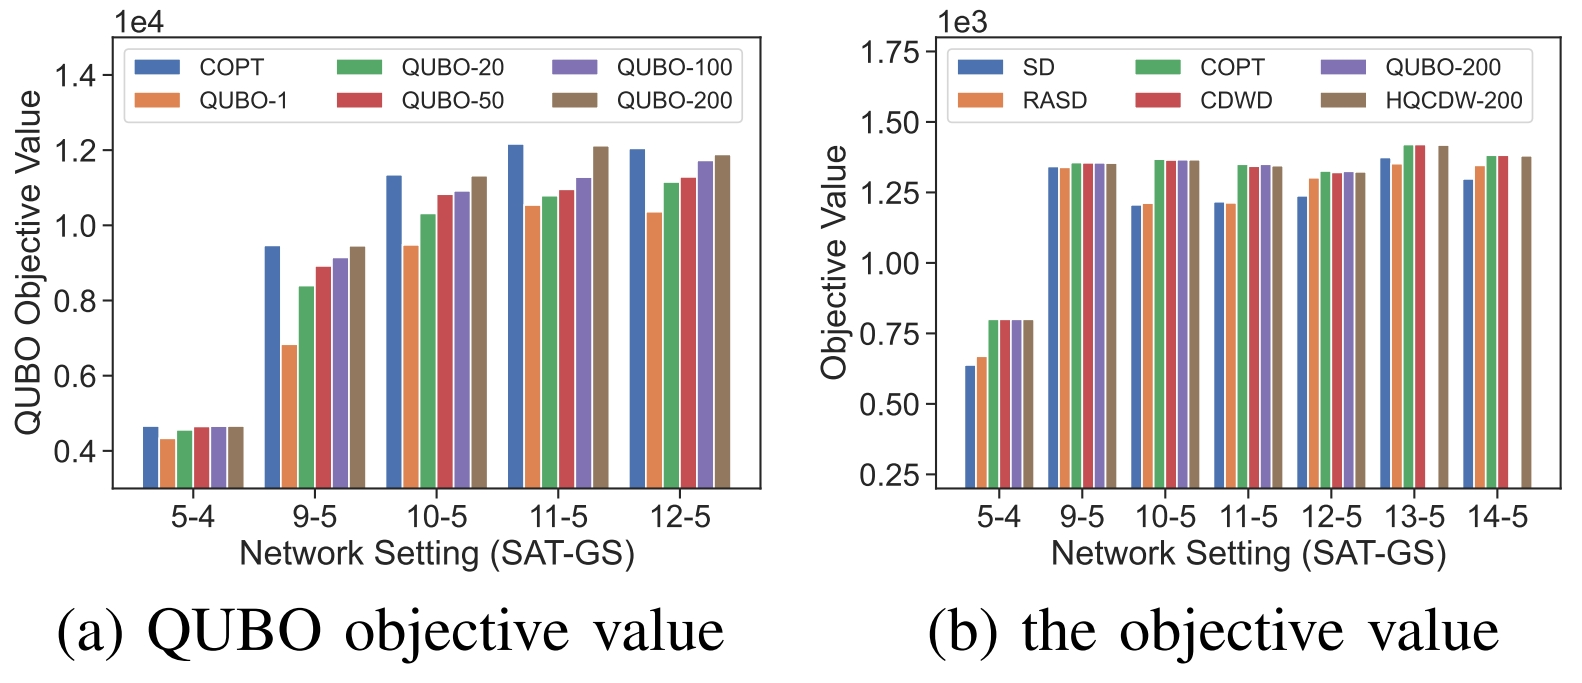 1e4
COPT QUBO-20 QUBO-100
QUBO-1 QUBO-50 QUBO-200
QUBO Objective Value
1.4
1.2
1.0
0.8
0.6
0.4
5-4 9-5 10-5 11-5 12-5
Network Setting (SAT-GS)
(a) QUBO objective value
1e3
SD COPT QUBO-200
RASD CDWD HQCDW-200
Objective Value
1.75
1.50
1.25
1.00
0.75
0.50
0.25
5-4 9-5 10-5 11-5 12-5 13-5 14-5
Network Setting (SAT-GS)
(b) the objective value